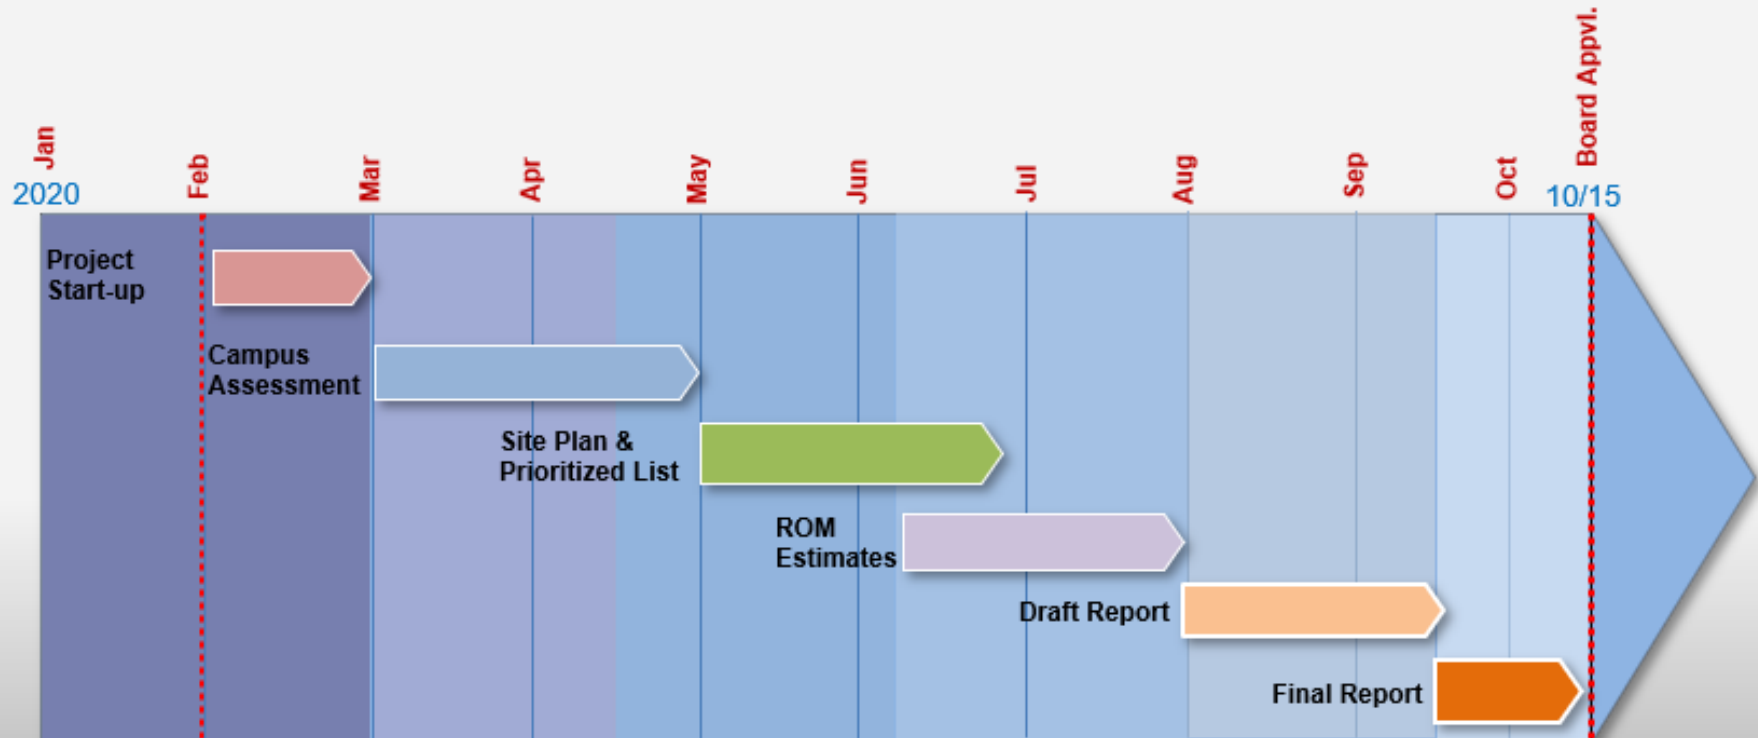 Jan
Feb
Mar
Apr
May
Jun
Jul
Aug
Sep
Oct
Board Appvl.
2020
10/15
Project
Start-up
Campus
Assessment
Site Plan &
Prioritized List
ROM
Estimates
Draft Report
Final Report